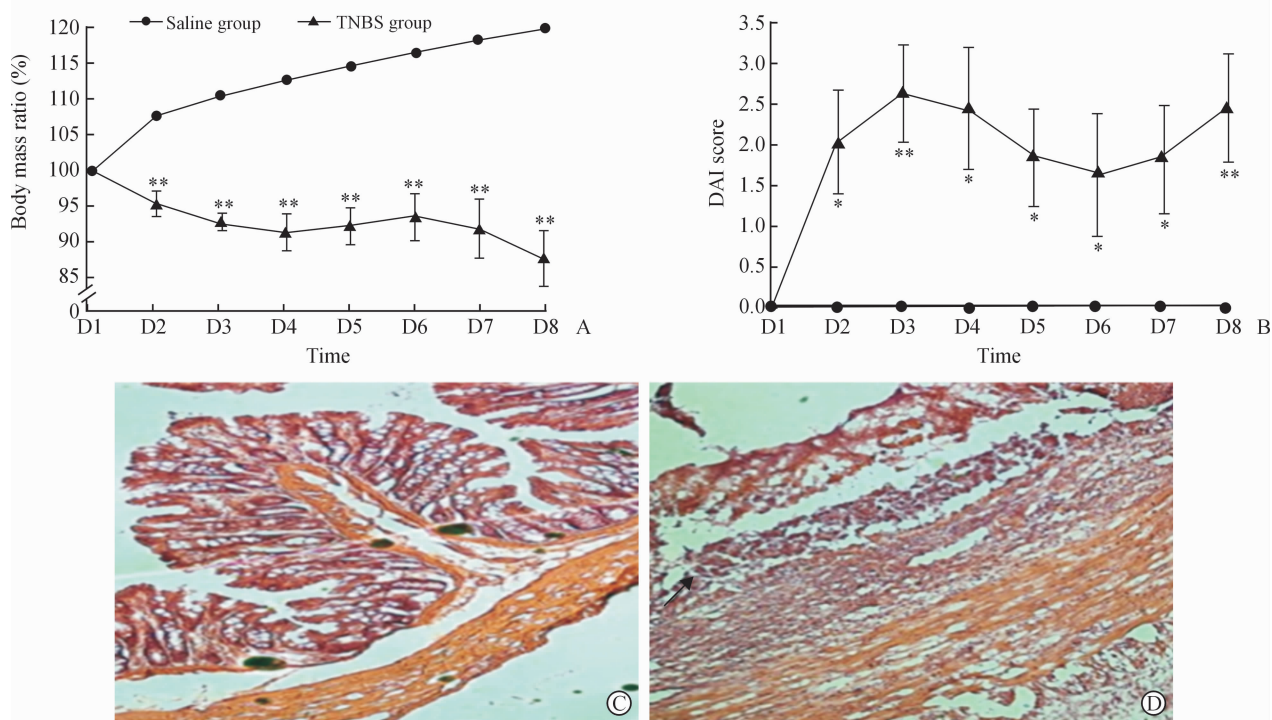 Saline group TNBS group
Body mass ratio (%)
120
115
110
105
100
95
90
85
0
** ** ** ** ** ** **
D1 D2 D3 D4 D5 D6 D7 D8 A
Time
DAI score
3.5
3.0
2.5
2.0
1.5
1.0
0.5
0.0
* ** * * * * **
D1 D2 D3 D4 D5 D6 D7 D8 B
Time
C
D